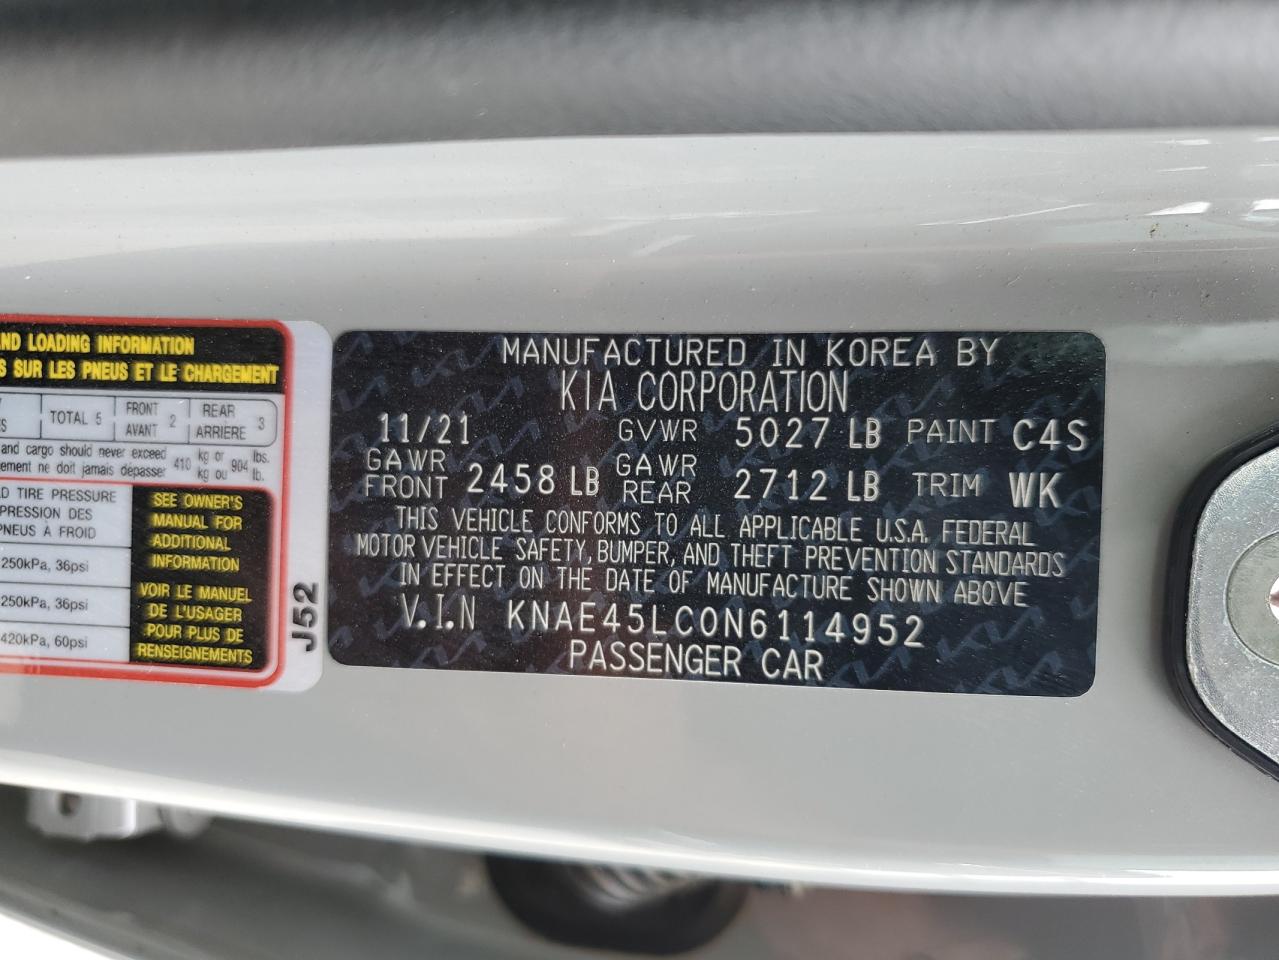 ND LOADING INFORMATION
S SUR LES PNEUS ET LE CHARGEMENT
TOTAL 5 FRONT AVANT 2 REAR ARRIÈRE 3
and cargo should never exceed 410 kg or 904 lbs.
cement ne doit jamais dépasser kg ou lb.
D TIRE PRESSURE
PRESSION DES
PNEUS À FROID
250kPa, 36psi
250kPa, 36psi
420kPa, 60psi
SEE OWNER'S
MANUAL FOR
ADDITIONAL
INFORMATION
VOIR LE MANUEL
DE L'USAGER
POUR PLUS DE
RENSEIGNEMENTS
J52
MANUFACTURED IN KOREA BY
KIA CORPORATION
11/21 GVWR 5027 LB PAINT C4S
GAWR FRONT 2458 LB GAWR REAR 2712 LB TRIM WK
THIS VEHICLE CONFORMS TO ALL APPLICABLE U.S.A. FEDERAL
MOTOR VEHICLE SAFETY, BUMPER, AND THEFT PREVENTION STANDARDS
IN EFFECT ON THE DATE OF MANUFACTURE SHOWN ABOVE
V.I.N KNAE45LC0N6114952
PASSENGER CAR